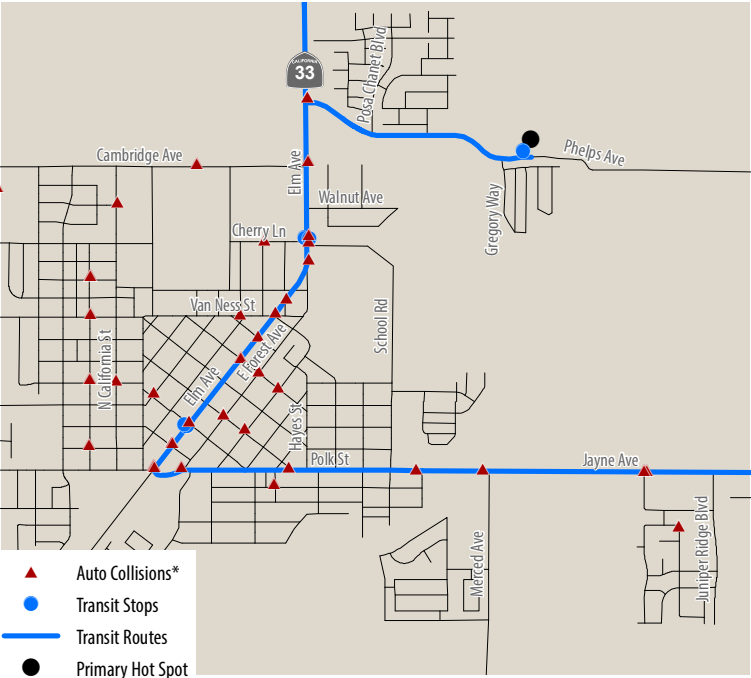 CALIFORNIA
33
Posa Chanet Blvd
Cambridge Ave
Elm Ave
Phelps Ave
Walnut Ave
Gregory Way
Cherry Ln
Van Ness St
School Rd
E Forest Ave
N California St
Elm Ave
Hayes St
Polk St
Jayne Ave
Merced Ave
Juniper Ridge Blvd
Auto Collisions*
Transit Stops
Transit Routes
Primary Hot Spot